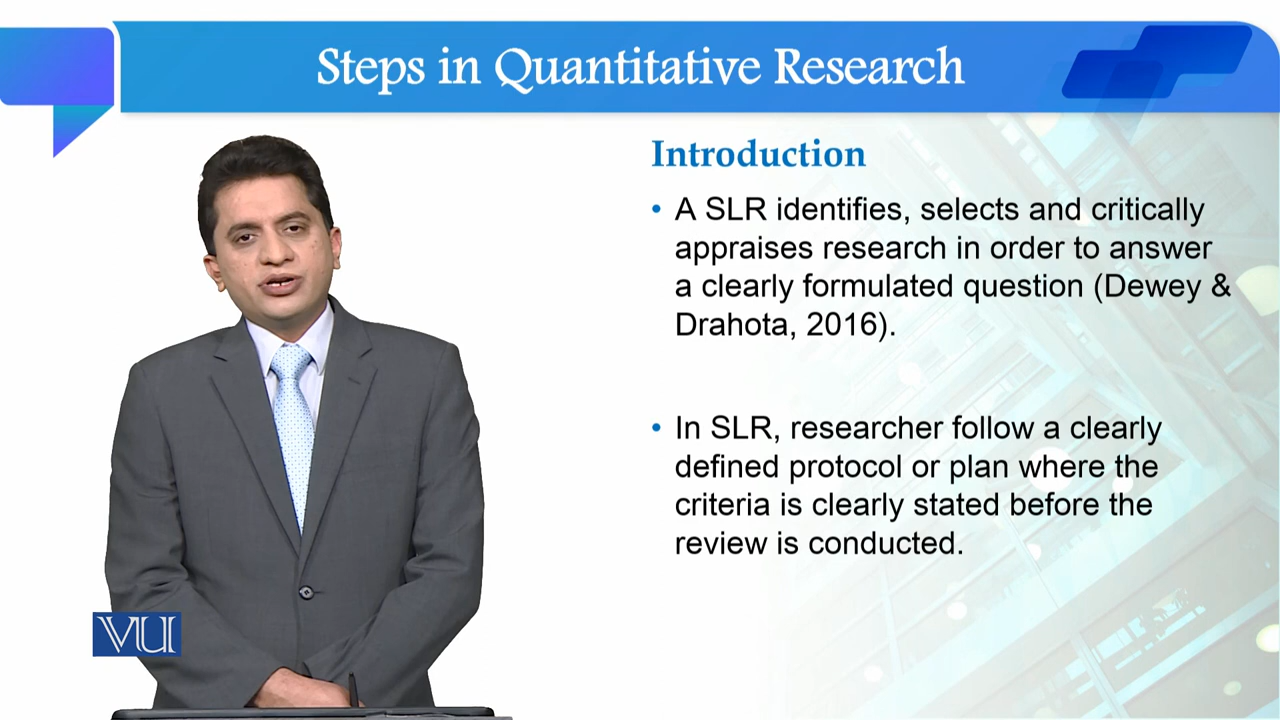 Steps in Quantitative Research
Introduction
• A SLR identifies, selects and critically
appraises research in order to answer
a clearly formulated question (Dewey &
Drahota, 2016).
• In SLR, researcher follow a clearly
defined protocol or plan where the
criteria is clearly stated before the
review is conducted.
VU